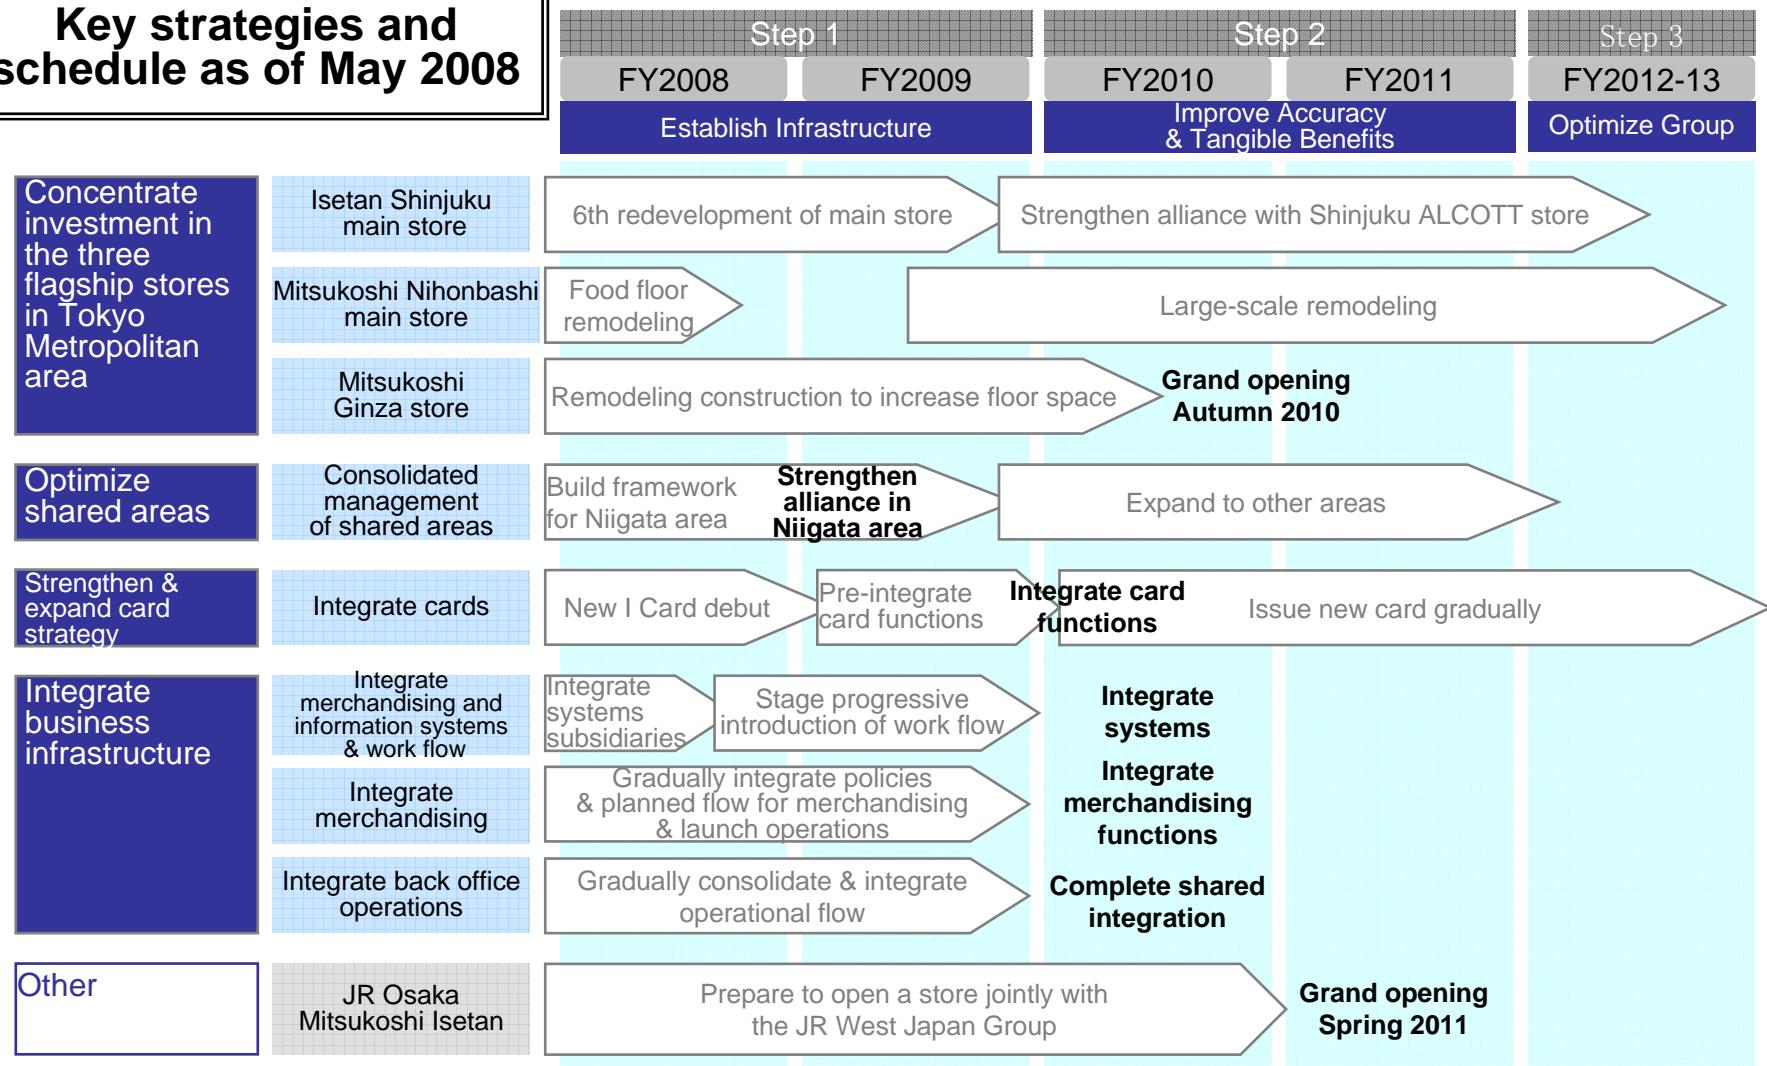 Key strategies and
schedule as of May 2008
Step 1
Step 2
Step 3
FY2008
FY2009
FY2010
FY2011
FY2012-13
Establish Infrastructure
Improve Accuracy
& Tangible Benefits
Optimize Group
Concentrate
investment in
the three
flagship stores
in Tokyo
Metropolitan
area
Isetan Shinjuku
main store
6th redevelopment of main store
Strengthen alliance with Shinjuku ALCOTT store
Mitsukoshi Nihonbashi
main store
Food floor
remodeling
Large-scale remodeling
Mitsukoshi
Ginza store
Remodeling construction to increase floor space
Grand opening
Autumn 2010
Optimize
shared areas
Consolidated
management
of shared areas
Build framework
for Niigata area
Strengthen
alliance in
Niigata area
Expand to other areas
Strengthen &
expand card
strategy
Integrate cards
New I Card debut
Pre-integrate
card functions
Integrate card
functions
Issue new card gradually
Integrate
business
infrastructure
Integrate
merchandising and
information systems
& work flow
Integrate
systems
subsidiaries
Stage progressive
introduction of work flow
Integrate
systems
Integrate
merchandising
Gradually integrate policies
& planned flow for merchandising
& launch operations
Integrate
merchandising
functions
Integrate back office
operations
Gradually consolidate & integrate
operational flow
Complete shared
integration
Other
JR Osaka
Mitsukoshi Isetan
Prepare to open a store jointly with
the JR West Japan Group
Grand opening
Spring 2011